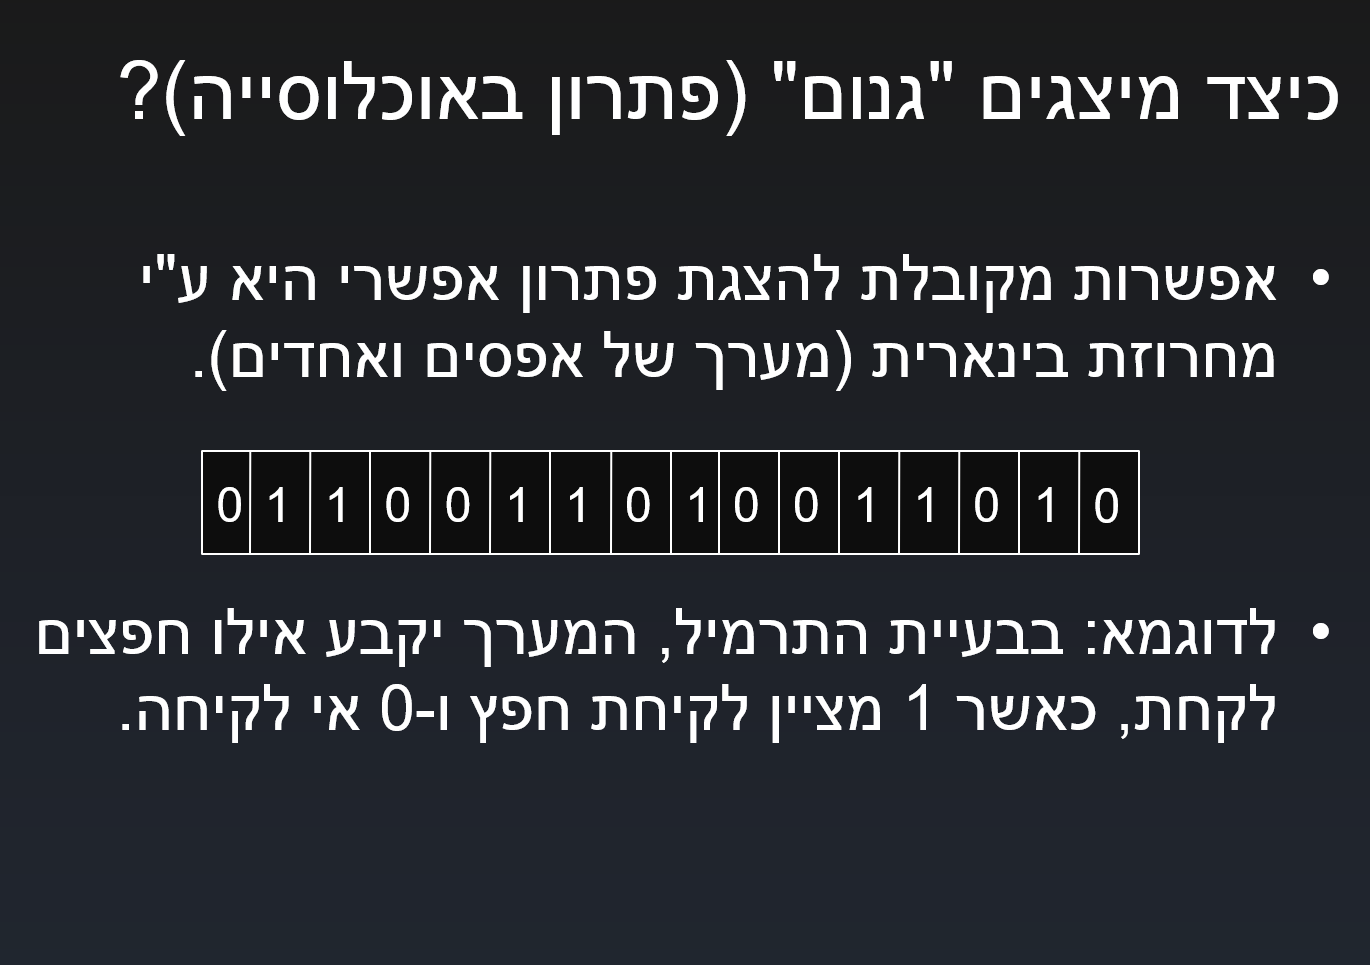 כיצד מיצגים "גנום" (פתרון באוכלוסייה)?
• אפשרות מקובלת להצגת פתרון אפשרי היא ע"י
מחרוזת בינארית (מערך של אפסים ואחדים).
0 1 1 0 0 1 1 0 1 0 0 1 1 0 1 0
• לדוגמא: בבעיית התרמיל, המערך יקבע אילו חפצים
לקחת, כאשר 1 מציין לקיחת חפץ ו-0 אי לקיחה.